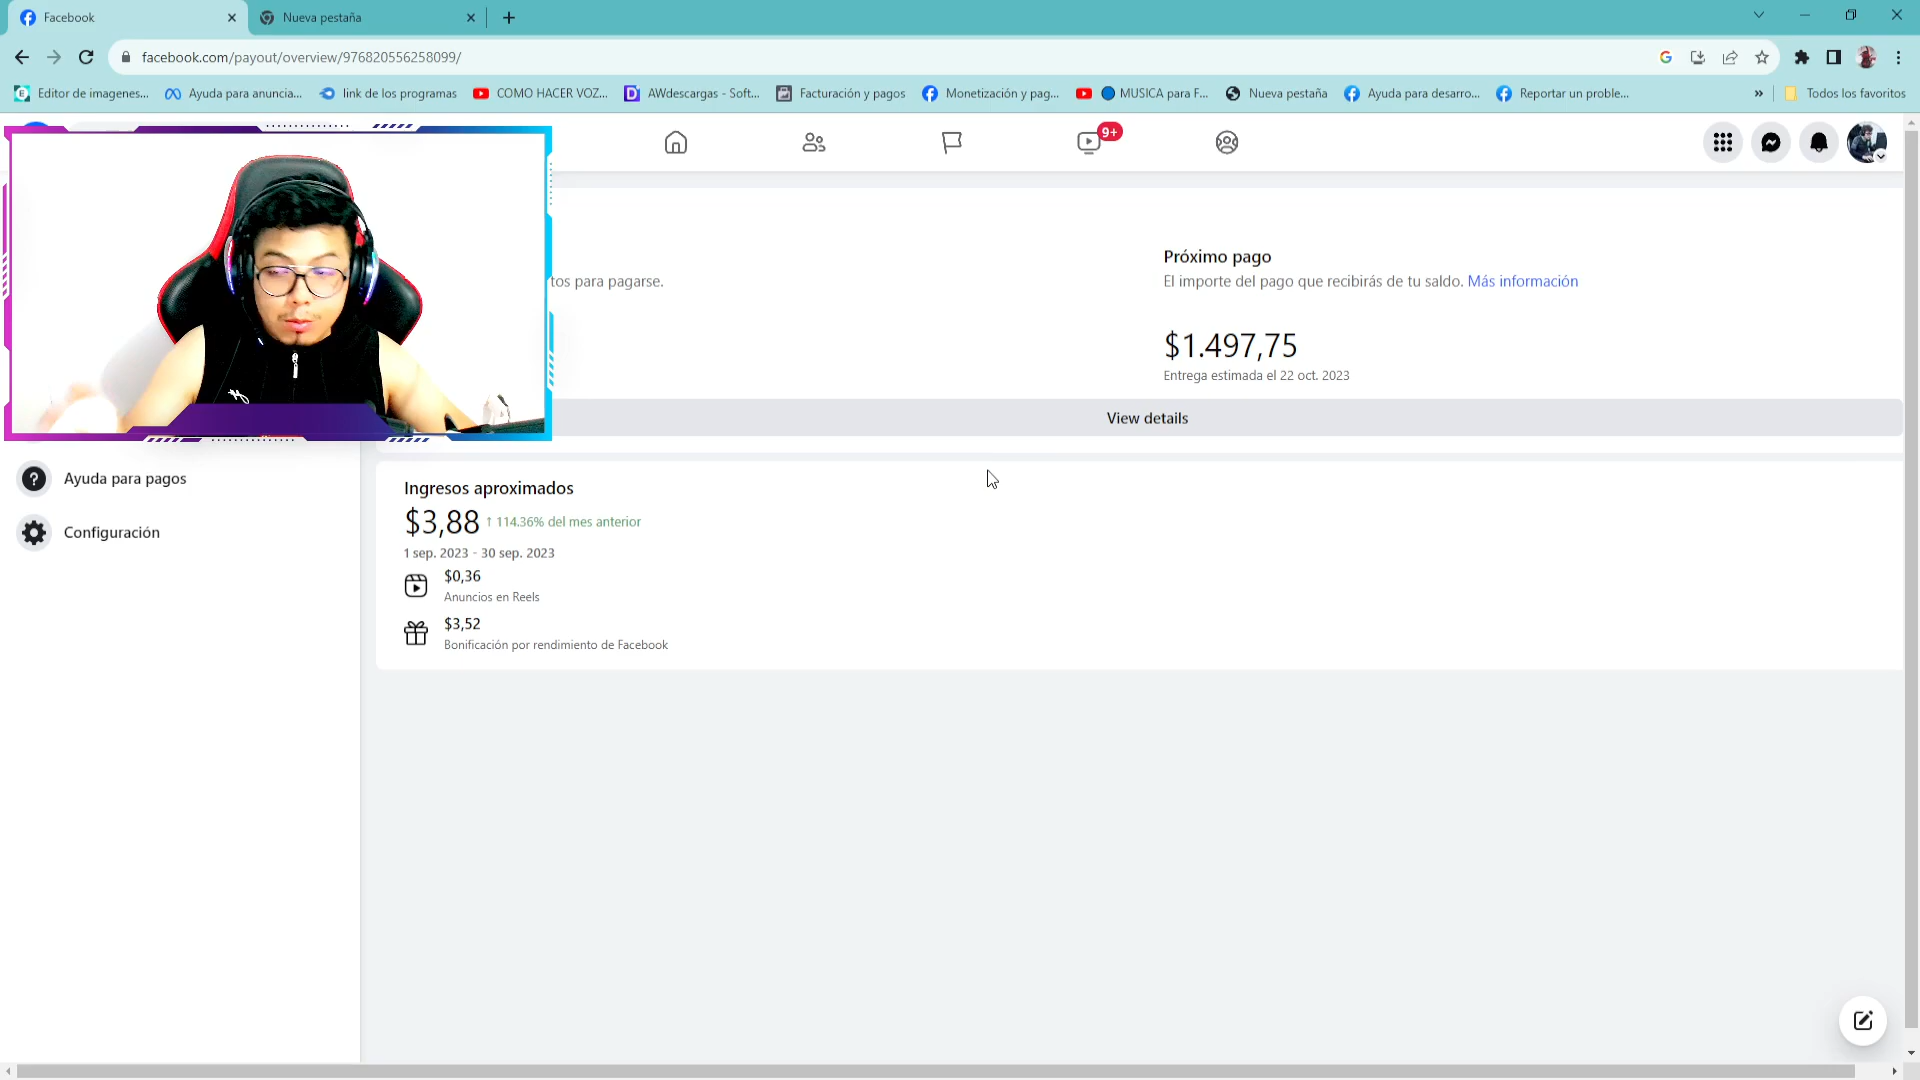 Facebook
Nueva pestaña
facebook.com/payout/overview/976820556258099/
Editor de imagenes...
Ayuda para anuncia...
link de los programas
COMO HACER VOZ...
AWdescargas - Soft...
Facturación y pagos
Monetización y pag...
MUSICA para F...
Nueva pestaña
Ayuda para desarro...
Reportar un proble...
»
Todos los favoritos
9+
tos para pagarse.
Próximo pago
El importe del pago que recibirás de tu saldo. Más información
$1.497,75
Entrega estimada el 22 oct. 2023
View details
Ayuda para pagos
Configuración
Ingresos aproximados
$3,88 ↑ 114.36% del mes anterior
1 sep. 2023 - 30 sep. 2023
$0,36
Anuncios en Reels
$3,52
Bonificación por rendimiento de Facebook